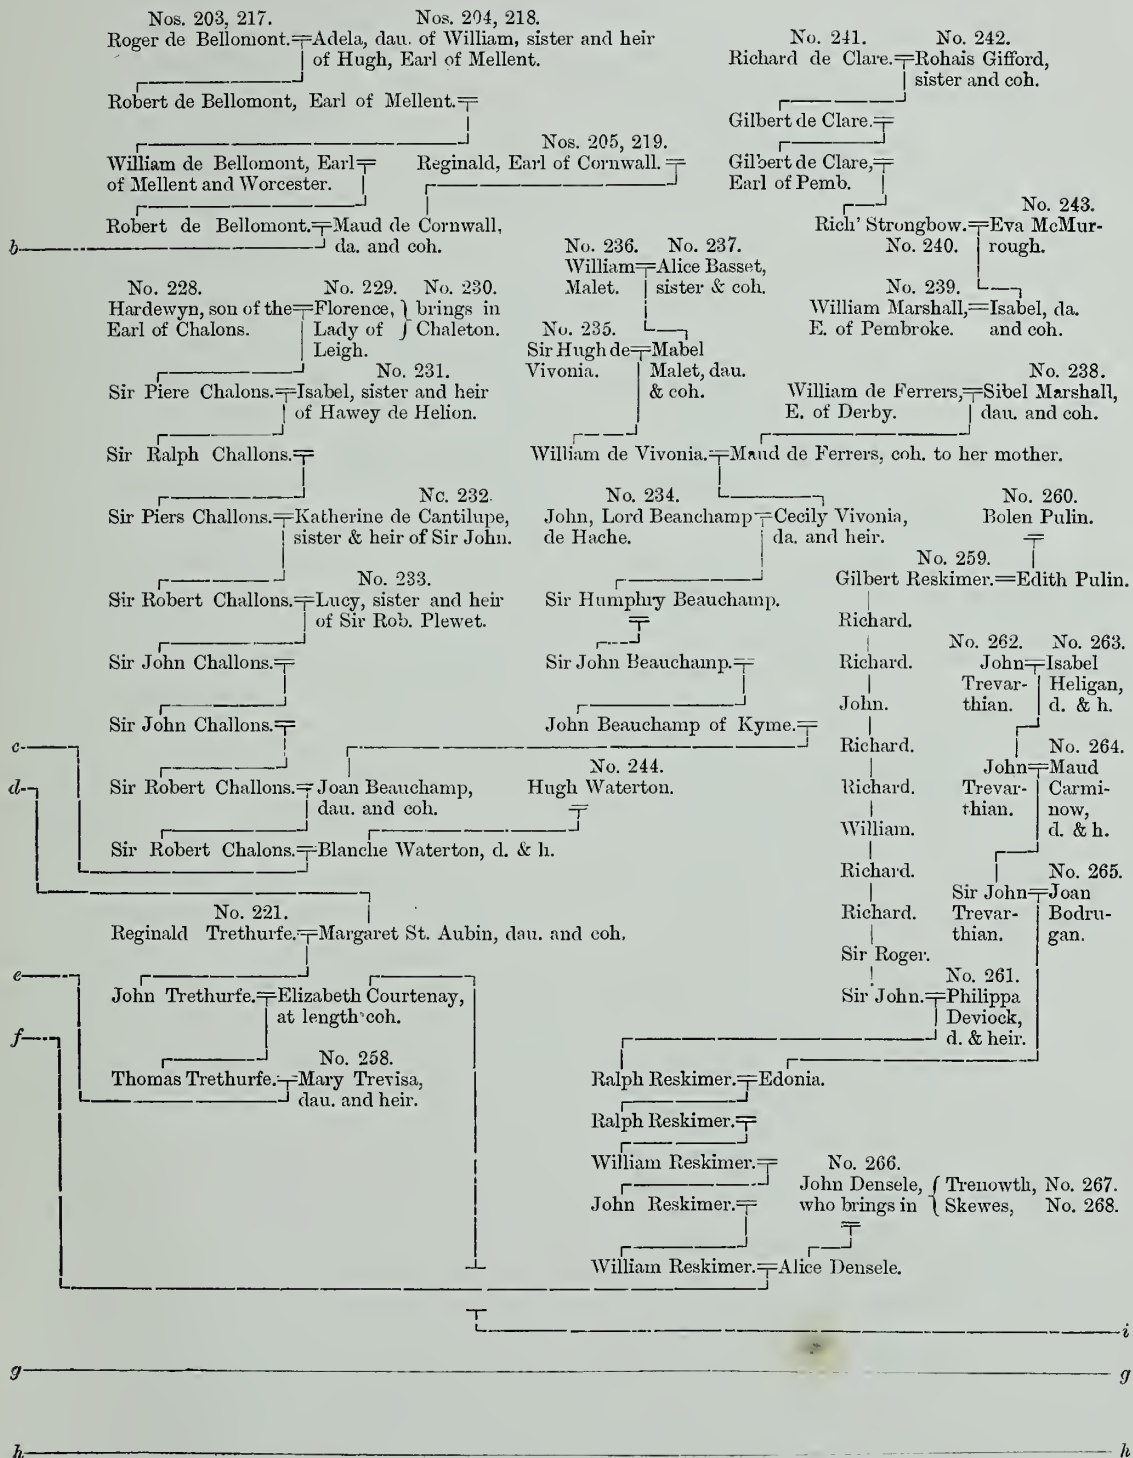 Nos. 203, 217.
Nos. 204, 218.
Roger de Bellomont.=Adela, dau. of William, sister and heir
of Hugh, Earl of Mellent.
Robert de Bellomont, Earl of Mellent.=
Nos. 205, 219.
William de Bellomont, Earl=
of Mellent and Worcester.
Reginald, Earl of Cornwall.=
Robert de Bellomont.=Maud de Cornwall,
da. and coh.
b
No. 241.
No. 242.
Richard de Clare.=Rohais Gifford,
sister and coh.
Gilbert de Clare.=
Gilbert de Clare,=
Earl of Pemb.
No. 243.
Rich' Strongbow.=Eva McMur-
No. 240.
rough.
No. 236.
No. 237.
William=Alice Basset,
Malet.
sister & coh.
No. 239.
William Marshall,=Isabel, da.
E. of Pembroke.
and coh.
No. 228.
No. 229.
No. 230.
Hardewyn, son of the=Florence, } brings in
Earl of Chalons.
Lady of } Chaleton.
Leigh.
No. 235.
Sir Hugh de=Mabel
Vivonia.
Malet, dau.
& coh.
No. 231.
Sir Piere Chalons.=Isabel, sister and heir
of Hawey de Helion.
No. 238.
William de Ferrers,=Sibel Marshall,
E. of Derby.
dau. and coh.
Sir Ralph Challons.=
William de Vivonia.=Maud de Ferrers, coh. to her mother.
Nc. 232.
Sir Piers Challons.=Katherine de Cantilupe,
sister & heir of Sir John.
No. 234.
John, Lord Beanchamp=Cecily Vivonia,
de Hache.
da. and heir.
No. 260.
Bolen Pulin.
=
No. 259.
Gilbert Reskimer.=Edith Pulin.
No. 233.
Sir Robert Challons.=Lucy, sister and heir
of Sir Rob. Plewet.
Sir Humphry Beauchamp.
=
Richard.
Sir John Challons.=
Sir John Beauchamp.=
Richard.
No. 262.
No. 263.
John=Isabel
Trevar-
Heligan,
thian.
d. & h.
John.
Sir John Challons.=
John Beauchamp of Kyme.=
Richard.
No. 264.
John=Maud
Trevar-
Carmi-
thian.
now,
d. & h.
c
d
Sir Robert Challons.=Joan Beauchamp,
dau. and coh.
No. 244.
Hugh Waterton.
=
Richard.
William.
Sir Robert Chalons.=Blanche Waterton, d. & h.
Richard.
No. 265.
Sir John=Joan
Trevar-
Bodru-
thian.
gan.
Richard.
No. 221.
Reginald Trethurfe.=Margaret St. Aubin, dau. and coh.
Sir Roger.
e
No. 261.
John Trethurfe.=Elizabeth Courtenay,
at length coh.
Sir John.=Philippa
Deviock,
d. & heir.
f
No. 258.
Thomas Trethurfe.=Mary Trevisa,
dau. and heir.
Ralph Reskimer.=Edonia.
Ralph Reskimer.=
William Reskimer.=
No. 266.
John Densele, { Trenowth, No. 267.
who brings in { Skewes, No. 268.
=
John Reskimer.=
William Reskimer.=Alice Densele.
i
g
g
h
h